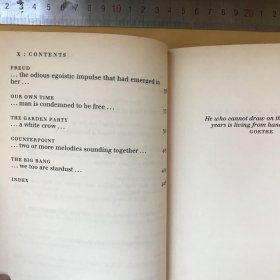 X : CONTENTS
FREUD
... the odious egoistic impulse that had emerged in
her ...
OUR OWN TIME
... man is condemned to be free ...
THE GARDEN PARTY
... a white crow ...
COUNTERPOINT
... two or more melodies sounding together ...
THE BIG BANG
... we too are stardust ...
INDEX
He who cannot draw on th
years is living from han
GOETHE